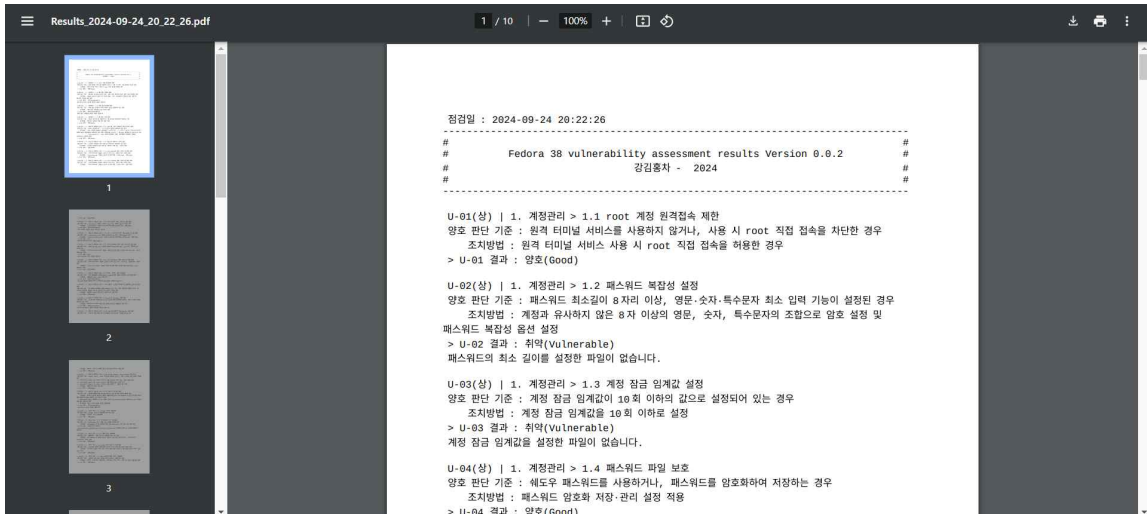 Results_2024-09-24_20_22_26.pdf
1 / 10
100%
1
2
3
점검일 : 2024-09-24 20:22:26
--------------------------------------------------------------------------------
# #
# Fedora 38 vulnerability assessment results Version 0.0.2 #
# 강김홍차 - 2024 #
# #
--------------------------------------------------------------------------------
U-01(상) | 1. 계정관리 > 1.1 root 계정 원격접속 제한
양호 판단 기준 : 원격 터미널 서비스를 사용하지 않거나, 사용 시 root 직접 접속을 차단한 경우
조치방법 : 원격 터미널 서비스 사용 시 root 직접 접속을 허용한 경우
> U-01 결과 : 양호(Good)
U-02(상) | 1. 계정관리 > 1.2 패스워드 복잡성 설정
양호 판단 기준 : 패스워드 최소길이 8자리 이상, 영문·숫자·특수문자 최소 입력 기능이 설정된 경우
조치방법 : 계정과 유사하지 않은 8자 이상의 영문, 숫자, 특수문자의 조합으로 암호 설정 및
패스워드 복잡성 옵션 설정
> U-02 결과 : 취약(Vulnerable)
패스워드의 최소 길이를 설정한 파일이 없습니다.
U-03(상) | 1. 계정관리 > 1.3 계정 잠금 임계값 설정
양호 판단 기준 : 계정 잠금 임계값이 10회 이하의 값으로 설정되어 있는 경우
조치방법 : 계정 잠금 임계값을 10회 이하로 설정
> U-03 결과 : 취약(Vulnerable)
계정 잠금 임계값을 설정한 파일이 없습니다.
U-04(상) | 1. 계정관리 > 1.4 패스워드 파일 보호
양호 판단 기준 : 쉐도우 패스워드를 사용하거나, 패스워드를 암호화하여 저장하는 경우
조치방법 : 패스워드 암호화 저장·관리 설정 적용
> U-04 결과 : 양호(Good)